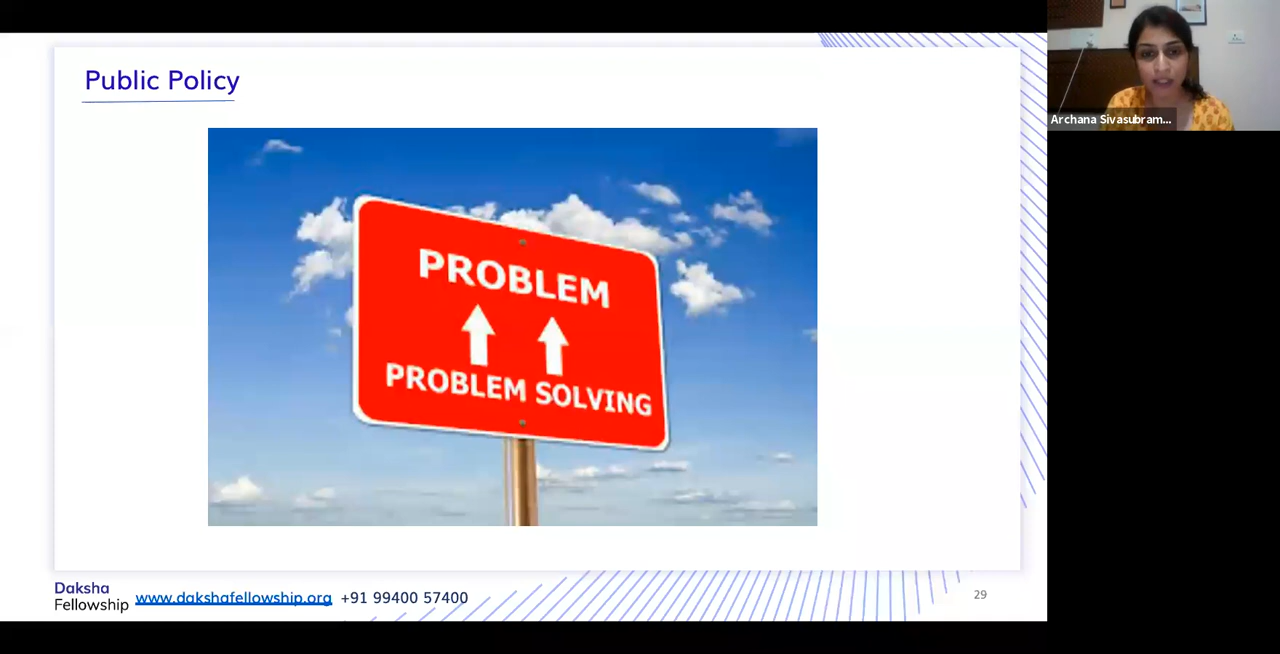 Public Policy
PROBLEM
PROBLEM SOLVING
Archana Sivasubram...
Daksha
Fellowship
www.dakshafellowship.org +91 99400 57400
29